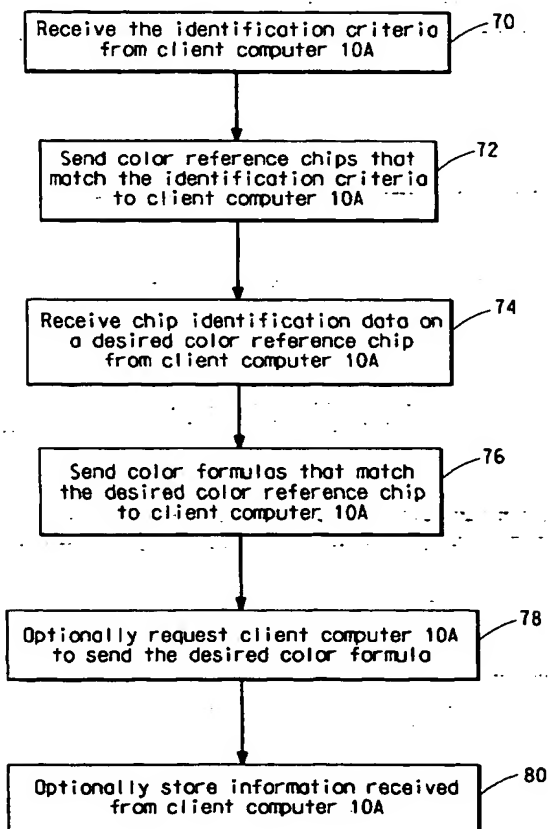 Receive the identification criteria
from client computer 10A
70
Send color reference chips that
match the identification criteria
to client computer 10A
72
Receive chip identification data on
a desired color reference chip
from client computer 10A
74
Send color formulas that match
the desired color reference chip
to client computer 10A
76
Optionally request client computer 10A
to send the desired color formula
78
Optionally store information received
from client computer 10A
80